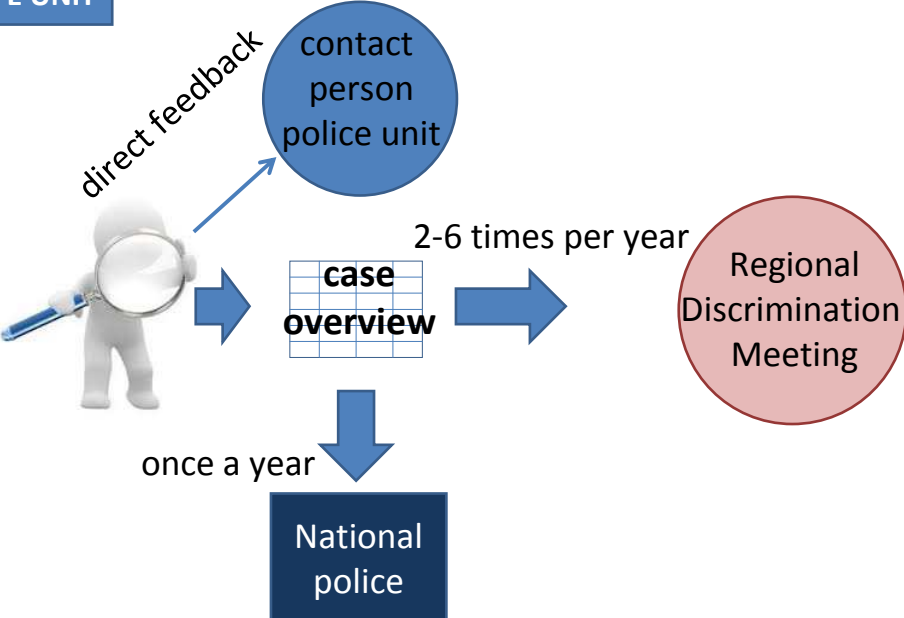 UNIT
direct feedback
contact
person
police unit
2-6 times per year
case
overview
Regional
Discrimination
Meeting
once a year
National
police